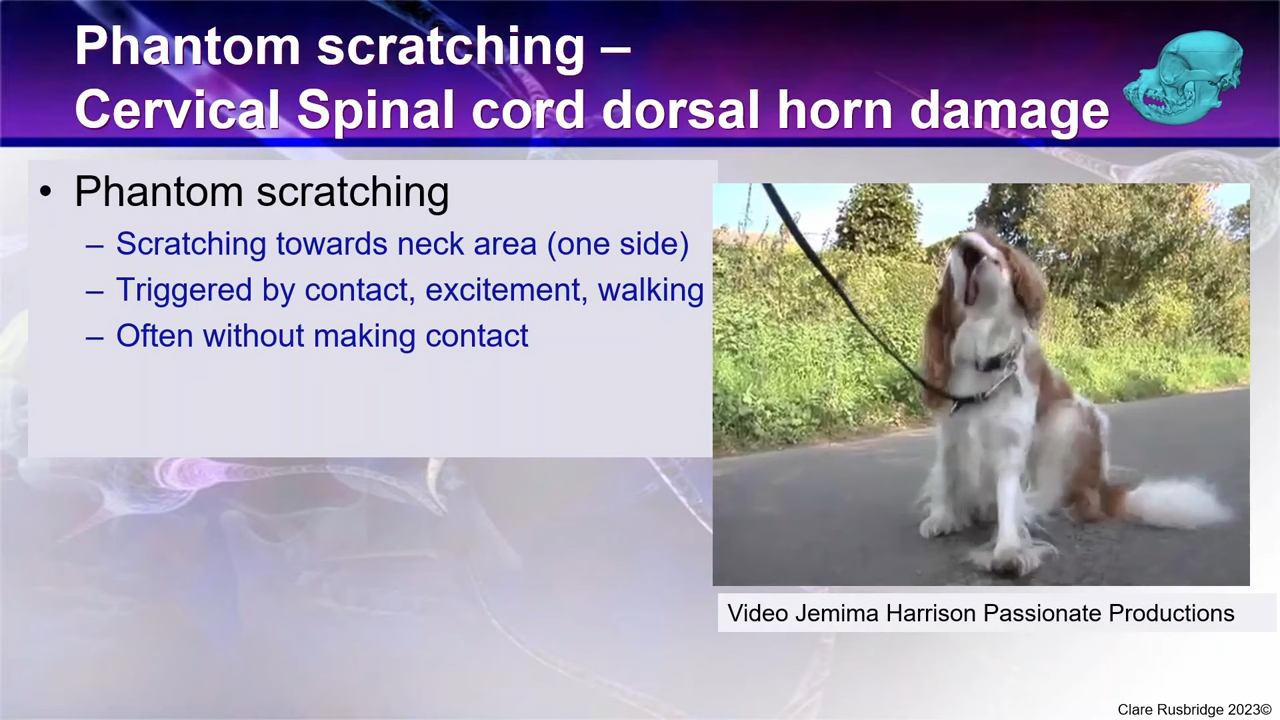 Phantom scratching –
Cervical Spinal cord dorsal horn damage
• Phantom scratching
– Scratching towards neck area (one side)
– Triggered by contact, excitement, walking
– Often without making contact
Video Jemima Harrison Passionate Productions
Clare Rusbridge 2023©